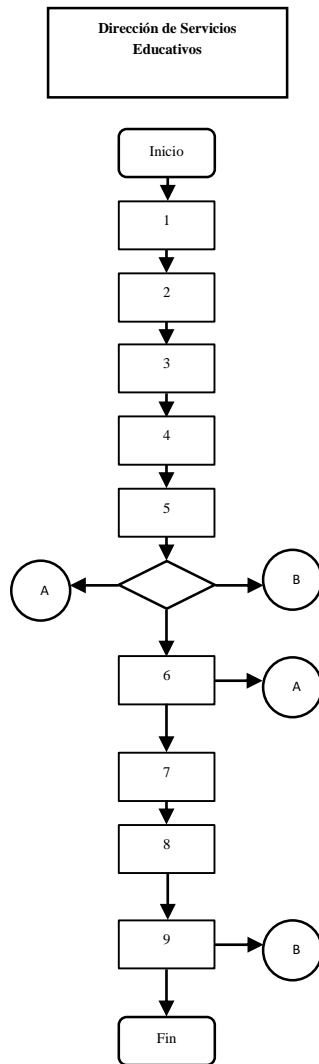 Dirección de Servicios
Educativos
Inicio
1
2
3
4
5
A
B
6
A
7
8
9
B
Fin